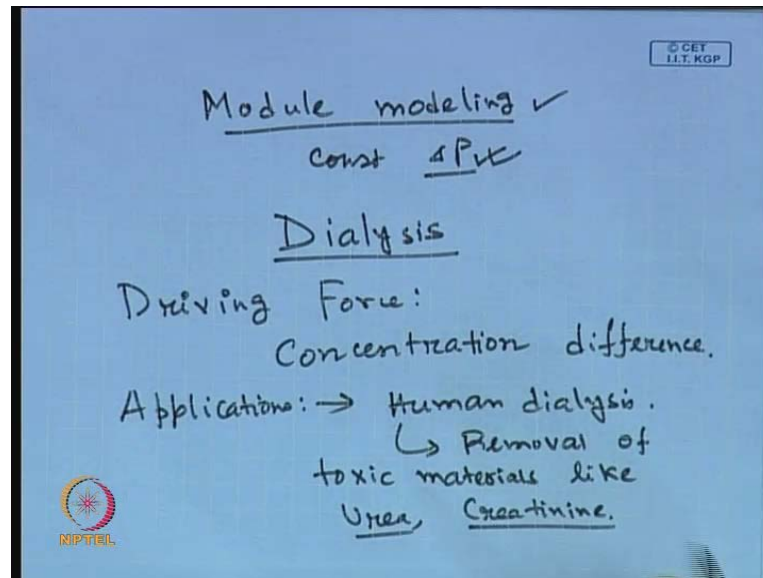 © CET
I.I.T. KGP
Module modeling ✓
Const ΔP
Dialysis
Driving Force:
Concentration difference.
Applications: → Human dialysis.
↳ Removal of
toxic materials like
Urea, Creatinine.
NPTEL